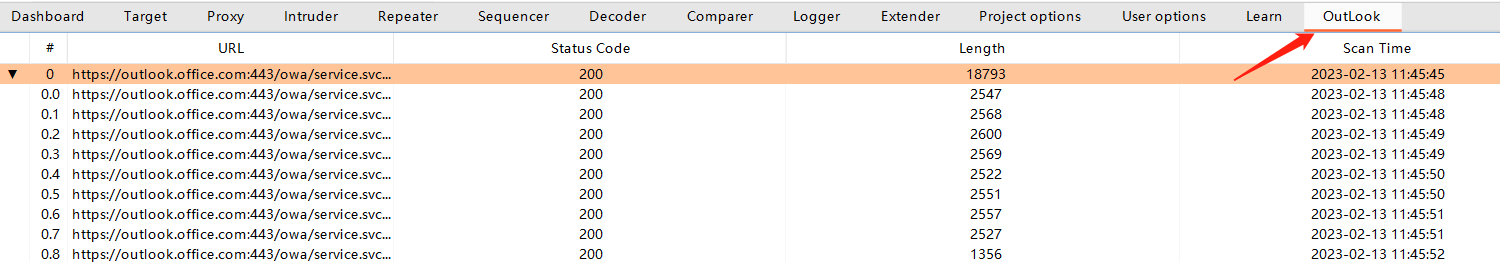 Dashboard Target Proxy Intruder Repeater Sequencer Decoder Comparer Logger Extender Project options User options Learn OutLook
# URL Status Code Length Scan Time
▼ 0 https://outlook.office.com:443/owa/service.svc... 200 18793 2023-02-13 11:45:45
0.0 https://outlook.office.com:443/owa/service.svc... 200 2547 2023-02-13 11:45:48
0.1 https://outlook.office.com:443/owa/service.svc... 200 2568 2023-02-13 11:45:48
0.2 https://outlook.office.com:443/owa/service.svc... 200 2600 2023-02-13 11:45:49
0.3 https://outlook.office.com:443/owa/service.svc... 200 2569 2023-02-13 11:45:49
0.4 https://outlook.office.com:443/owa/service.svc... 200 2522 2023-02-13 11:45:50
0.5 https://outlook.office.com:443/owa/service.svc... 200 2551 2023-02-13 11:45:50
0.6 https://outlook.office.com:443/owa/service.svc... 200 2557 2023-02-13 11:45:51
0.7 https://outlook.office.com:443/owa/service.svc... 200 2527 2023-02-13 11:45:51
0.8 https://outlook.office.com:443/owa/service.svc... 200 1356 2023-02-13 11:45:52